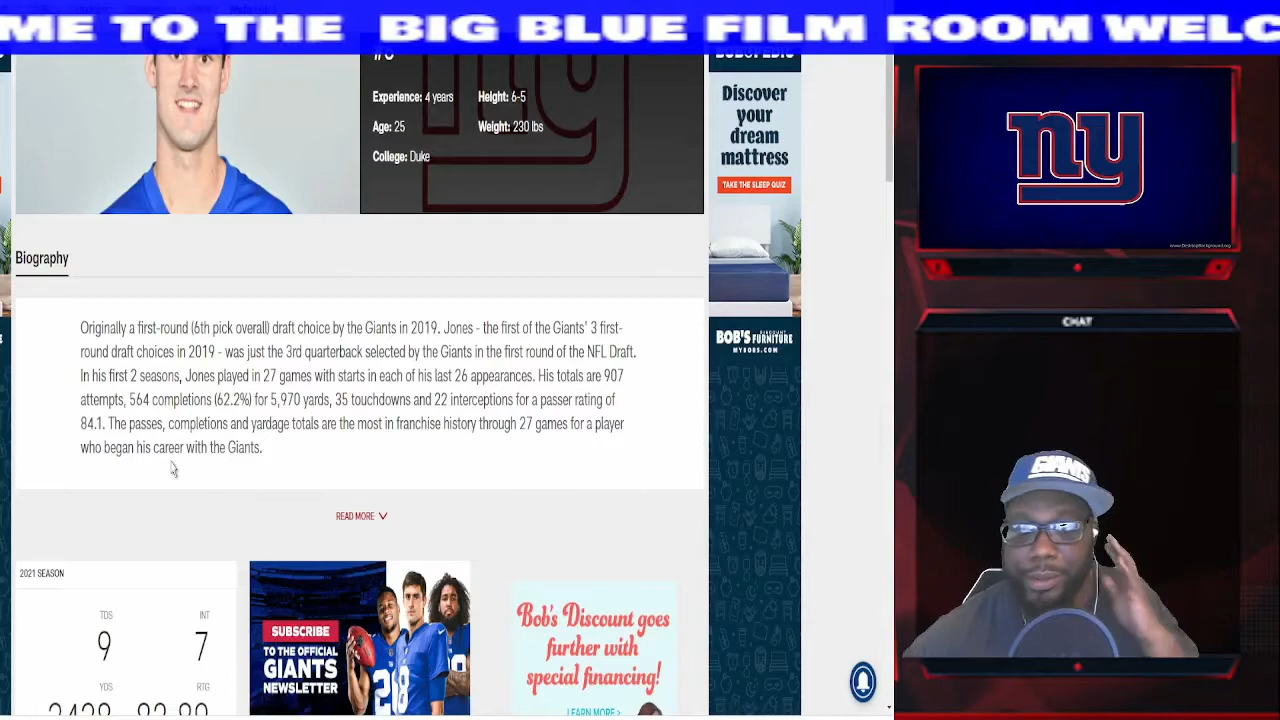 ME TO THE BIG BLUE FILM ROOM WELC
Experience: 4 years
Height: 6-5
Age: 25
Weight: 230 lbs
College: Duke
Discover
your
dream
mattress
TAKE THE SLEEP QUIZ
ny
www.DesktopBackground.org
Biography
Originally a first-round (6th pick overall) draft choice by the Giants in 2019. Jones - the first of the Giants' 3 first-
round draft choices in 2019 - was just the 3rd quarterback selected by the Giants in the first round of the NFL Draft.
In his first 2 seasons, Jones played in 27 games with starts in each of his last 26 appearances. His totals are 907
attempts, 564 completions (62.2%) for 5,970 yards, 35 touchdowns and 22 interceptions for a passer rating of
84.1. The passes, completions and yardage totals are the most in franchise history through 27 games for a player
who began his career with the Giants.
READ MORE
BOB'S DISCOUNT
FURNITURE
MYBOBS.COM
CHAT
GIANTS
2021 SEASON
TDS
INT
9
7
YDS
RTG
SUBSCRIBE
TO THE OFFICIAL
GIANTS
NEWSLETTER
Bob's Discount goes
further with
special financing!
LEARN MORE >